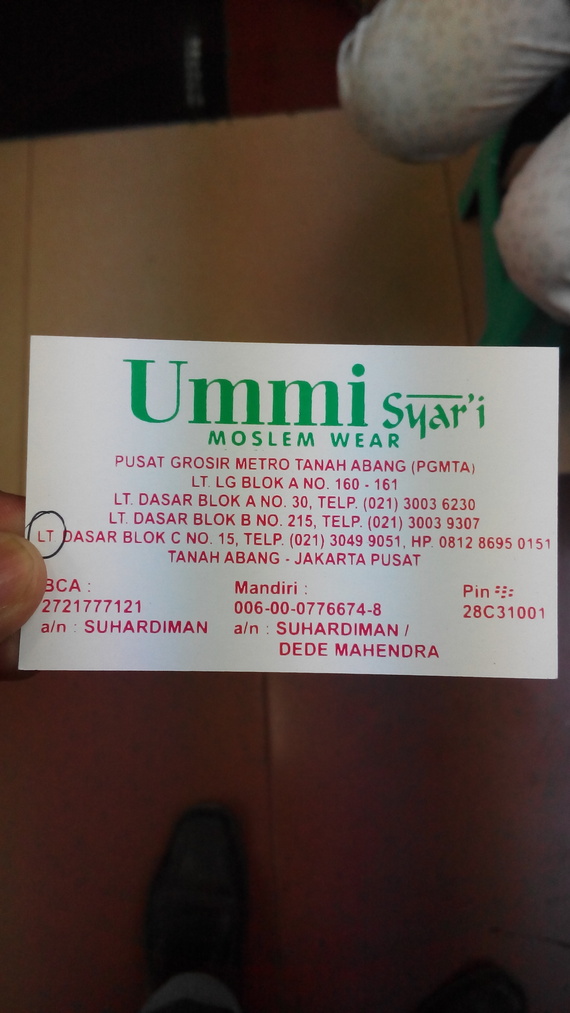 Ummi Syar'i
MOSLEM WEAR
PUSAT GROSIR METRO TANAH ABANG (PGMTA)
LT. LG BLOK A NO. 160 - 161
LT. DASAR BLOK A NO. 30, TELP. (021) 3003 6230
LT. DASAR BLOK B NO. 215, TELP. (021) 3003 9307
LT DASAR BLOK C NO. 15, TELP. (021) 3049 9051, HP. 0812 8695 0151
TANAH ABANG - JAKARTA PUSAT
BCA :
2721777121
a/n : SUHARDIMAN
Mandiri :
006-00-0776674-8
a/n : SUHARDIMAN /
DEDE MAHENDRA
Pin
28C31001